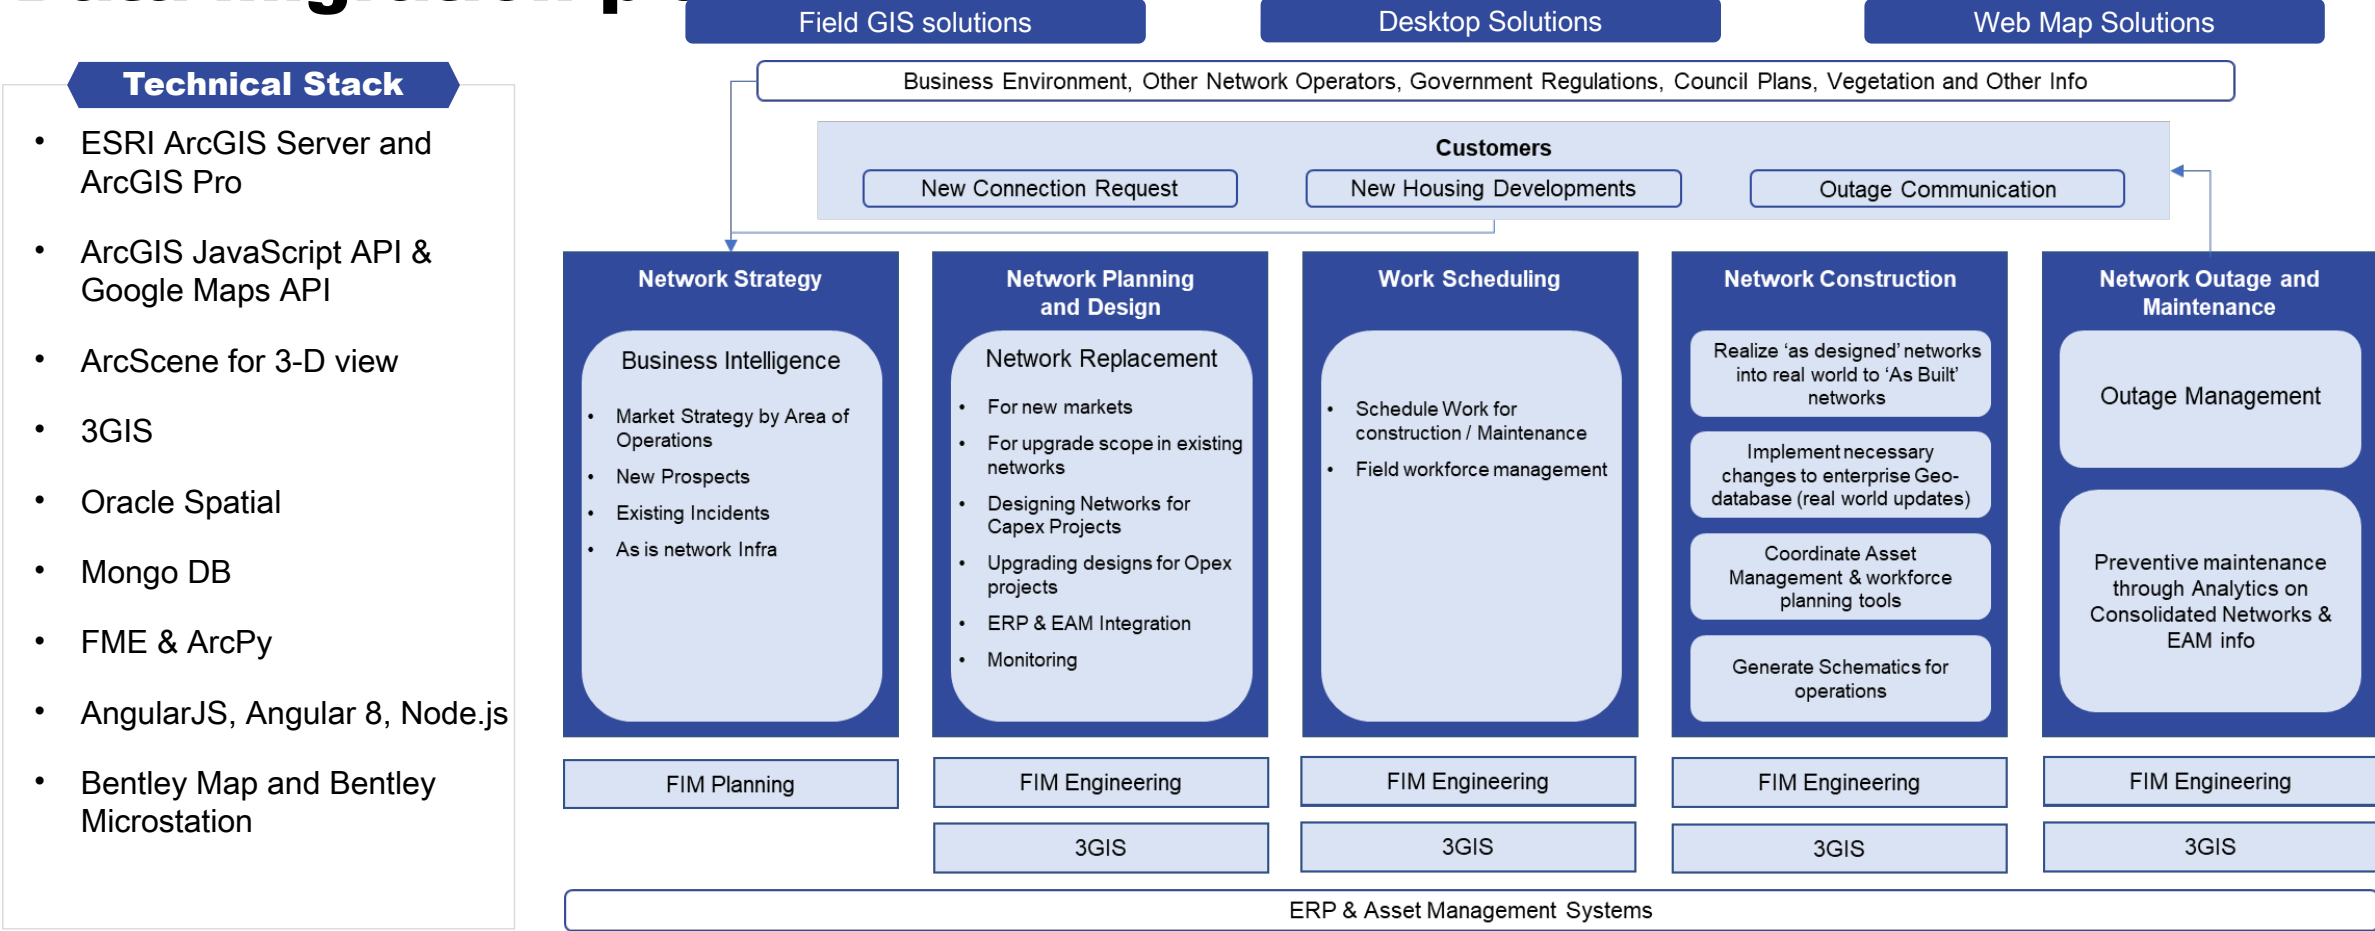 Field GIS solutions
Desktop Solutions
Web Map Solutions
Technical Stack
• ESRI ArcGIS Server and
ArcGIS Pro
• ArcGIS JavaScript API &
Google Maps API
• ArcScene for 3-D view
• 3GIS
• Oracle Spatial
• Mongo DB
• FME & ArcPy
• AngularJS, Angular 8, Node.js
• Bentley Map and Bentley
Microstation
Business Environment, Other Network Operators, Government Regulations, Council Plans, Vegetation and Other Info
Customers
New Connection Request
New Housing Developments
Outage Communication
Network Strategy
Business Intelligence
• Market Strategy by Area of
Operations
• New Prospects
• Existing Incidents
• As is network Infra
FIM Planning
Network Planning
and Design
Network Replacement
• For new markets
• For upgrade scope in existing
networks
• Designing Networks for
Capex Projects
• Upgrading designs for Opex
projects
• ERP & EAM Integration
• Monitoring
FIM Engineering
3GIS
Work Scheduling
• Schedule Work for
construction / Maintenance
• Field workforce management
FIM Engineering
3GIS
Network Construction
Realize ‘as designed’ networks
into real world to ‘As Built’
networks
Implement necessary
changes to enterprise Geo-
database (real world updates)
Coordinate Asset
Management & workforce
planning tools
Generate Schematics for
operations
FIM Engineering
3GIS
Network Outage and
Maintenance
Outage Management
Preventive maintenance
through Analytics on
Consolidated Networks &
EAM info
FIM Engineering
3GIS
ERP & Asset Management Systems